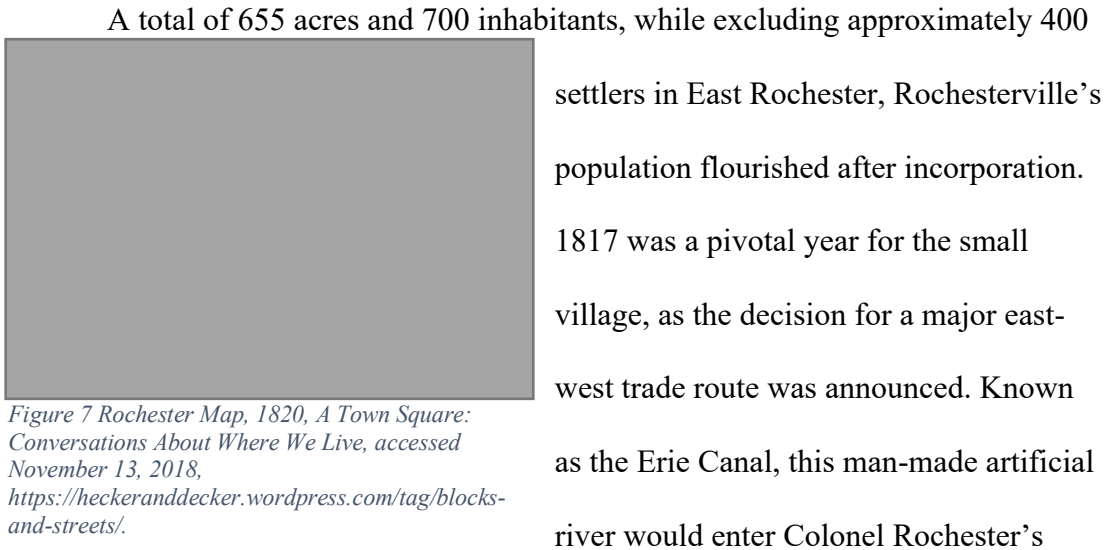 A total of 655 acres and 700 inhabitants, while excluding approximately 400
settlers in East Rochester, Rochesterville’s
population flourished after incorporation.
1817 was a pivotal year for the small
village, as the decision for a major east-
west trade route was announced. Known
as the Erie Canal, this man-made artificial
river would enter Colonel Rochester’s
Figure 7 Rochester Map, 1820, A Town Square:
Conversations About Where We Live, accessed
November 13, 2018,
https://heckeranddecker.wordpress.com/tag/blocks-
and-streets/.